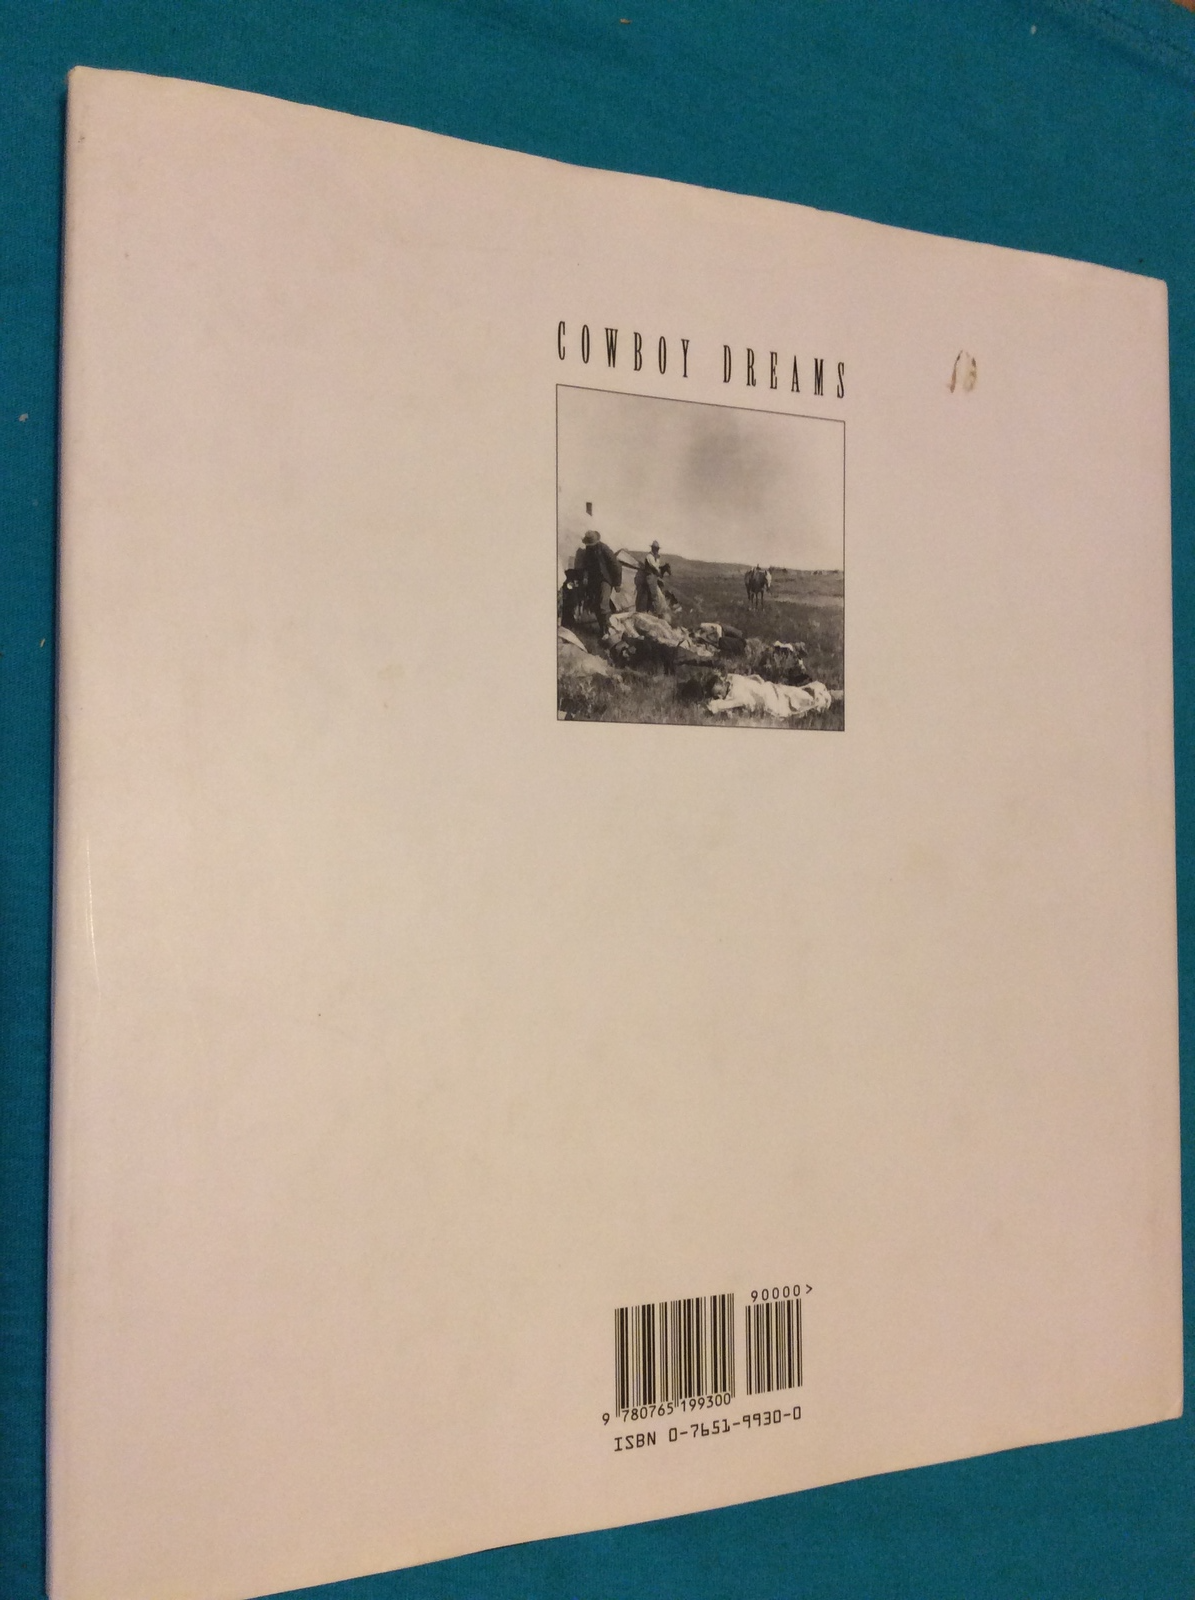 COWBOY DREAMS
90000>
9 780765 199300
ISBN 0-7651-9930-0